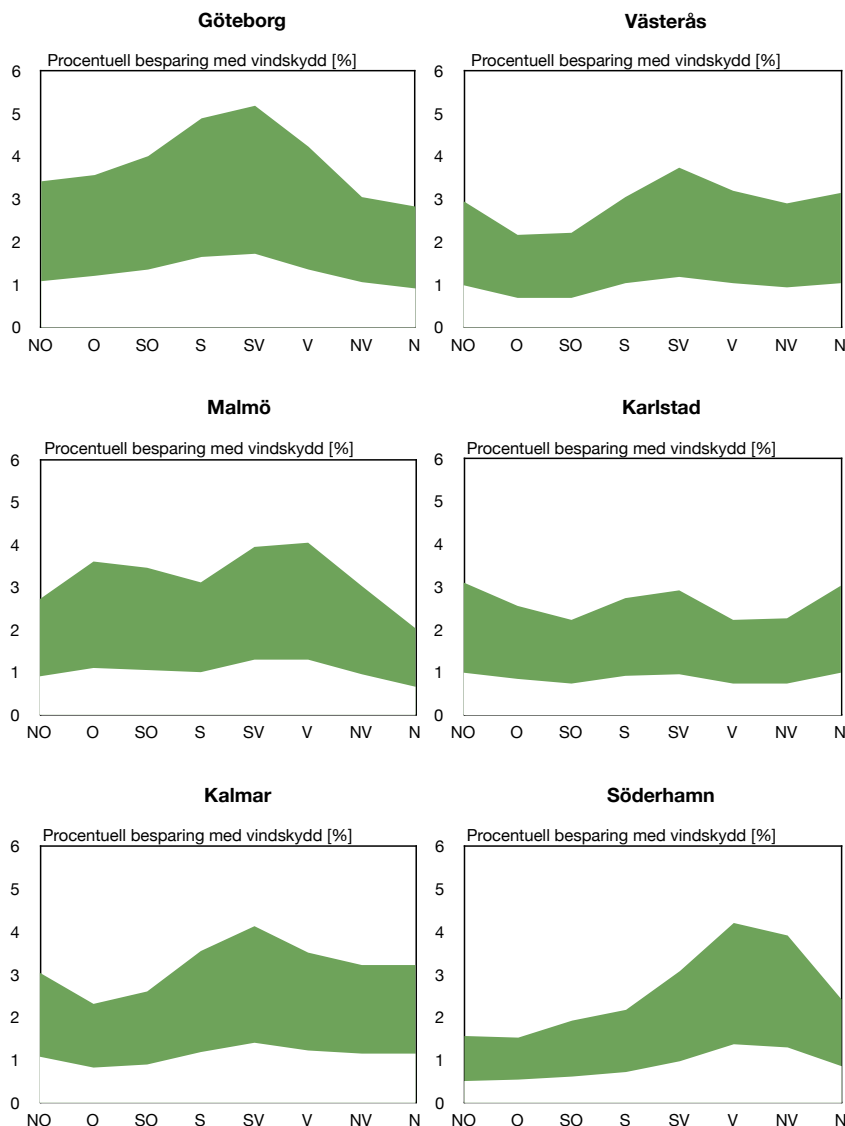 Göteborg
Procentuell besparing med vindskydd [%]
6
5
4
3
2
1
0
NO O SO S SV V NV N
Västerås
Procentuell besparing med vindskydd [%]
6
5
4
3
2
1
0
NO O SO S SV V NV N
Malmö
Procentuell besparing med vindskydd [%]
6
5
4
3
2
1
0
NO O SO S SV V NV N
Karlstad
Procentuell besparing med vindskydd [%]
6
5
4
3
2
1
0
NO O SO S SV V NV N
Kalmar
Procentuell besparing med vindskydd [%]
6
5
4
3
2
1
0
NO O SO S SV V NV N
Söderhamn
Procentuell besparing med vindskydd [%]
6
5
4
3
2
1
0
NO O SO S SV V NV N